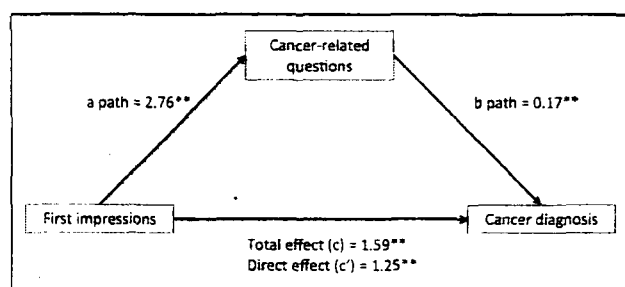 Cancer-related
questions
a path = 2.76**
b path = 0.17**
First impressions
Cancer diagnosis
Total effect (c) = 1.59**
Direct effect (c′) = 1.25**